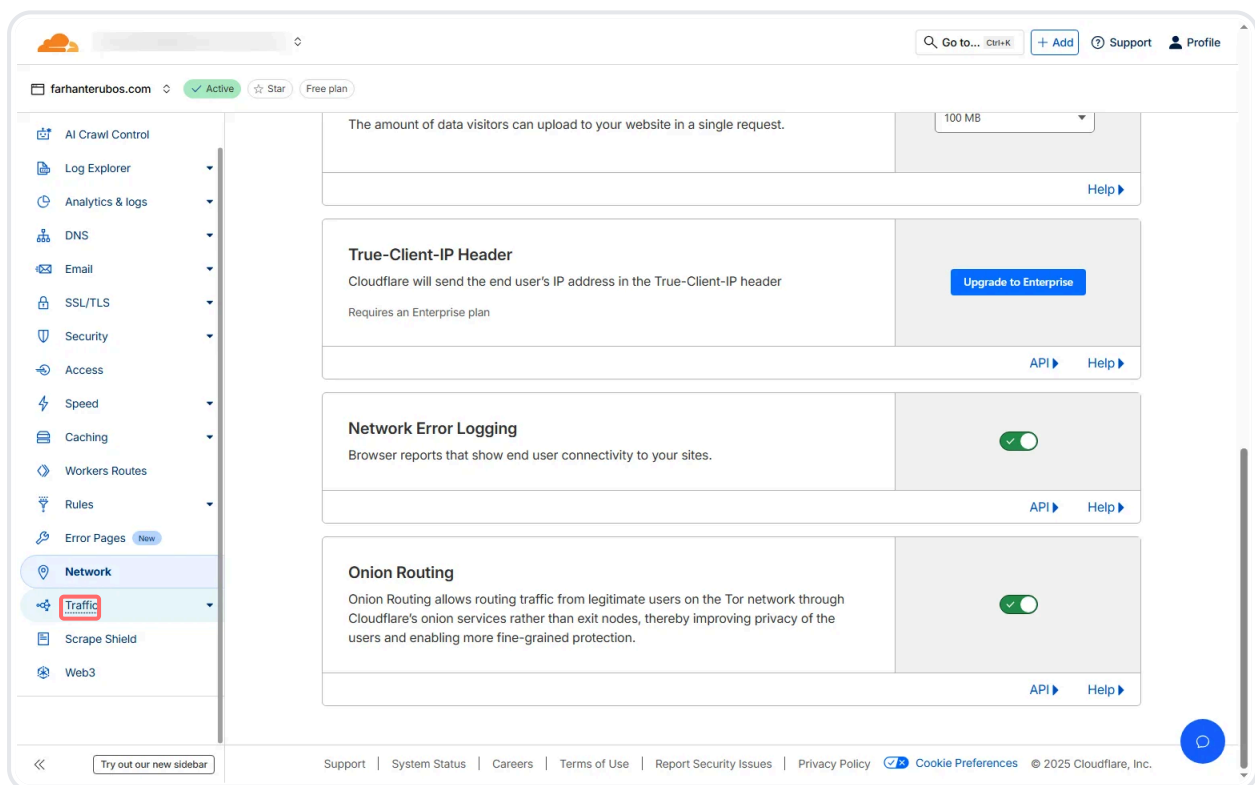 Go to... Ctrl+K
+ Add
Support
Profile
farhanterubos.com
Active
Star
Free plan
AI Crawl Control
Log Explorer
Analytics & logs
DNS
Email
SSL/TLS
Security
Access
Speed
Caching
Workers Routes
Rules
Error Pages New
Network
Traffic
Scrape Shield
Web3
Try out our new sidebar
The amount of data visitors can upload to your website in a single request.
100 MB
Help
True-Client-IP Header
Cloudflare will send the end user’s IP address in the True-Client-IP header
Requires an Enterprise plan
Upgrade to Enterprise
API Help
Network Error Logging
Browser reports that show end user connectivity to your sites.
API Help
Onion Routing
Onion Routing allows routing traffic from legitimate users on the Tor network through
Cloudflare’s onion services rather than exit nodes, thereby improving privacy of the
users and enabling more fine-grained protection.
API Help
Support | System Status | Careers | Terms of Use | Report Security Issues | Privacy Policy Cookie Preferences © 2025 Cloudflare, Inc.